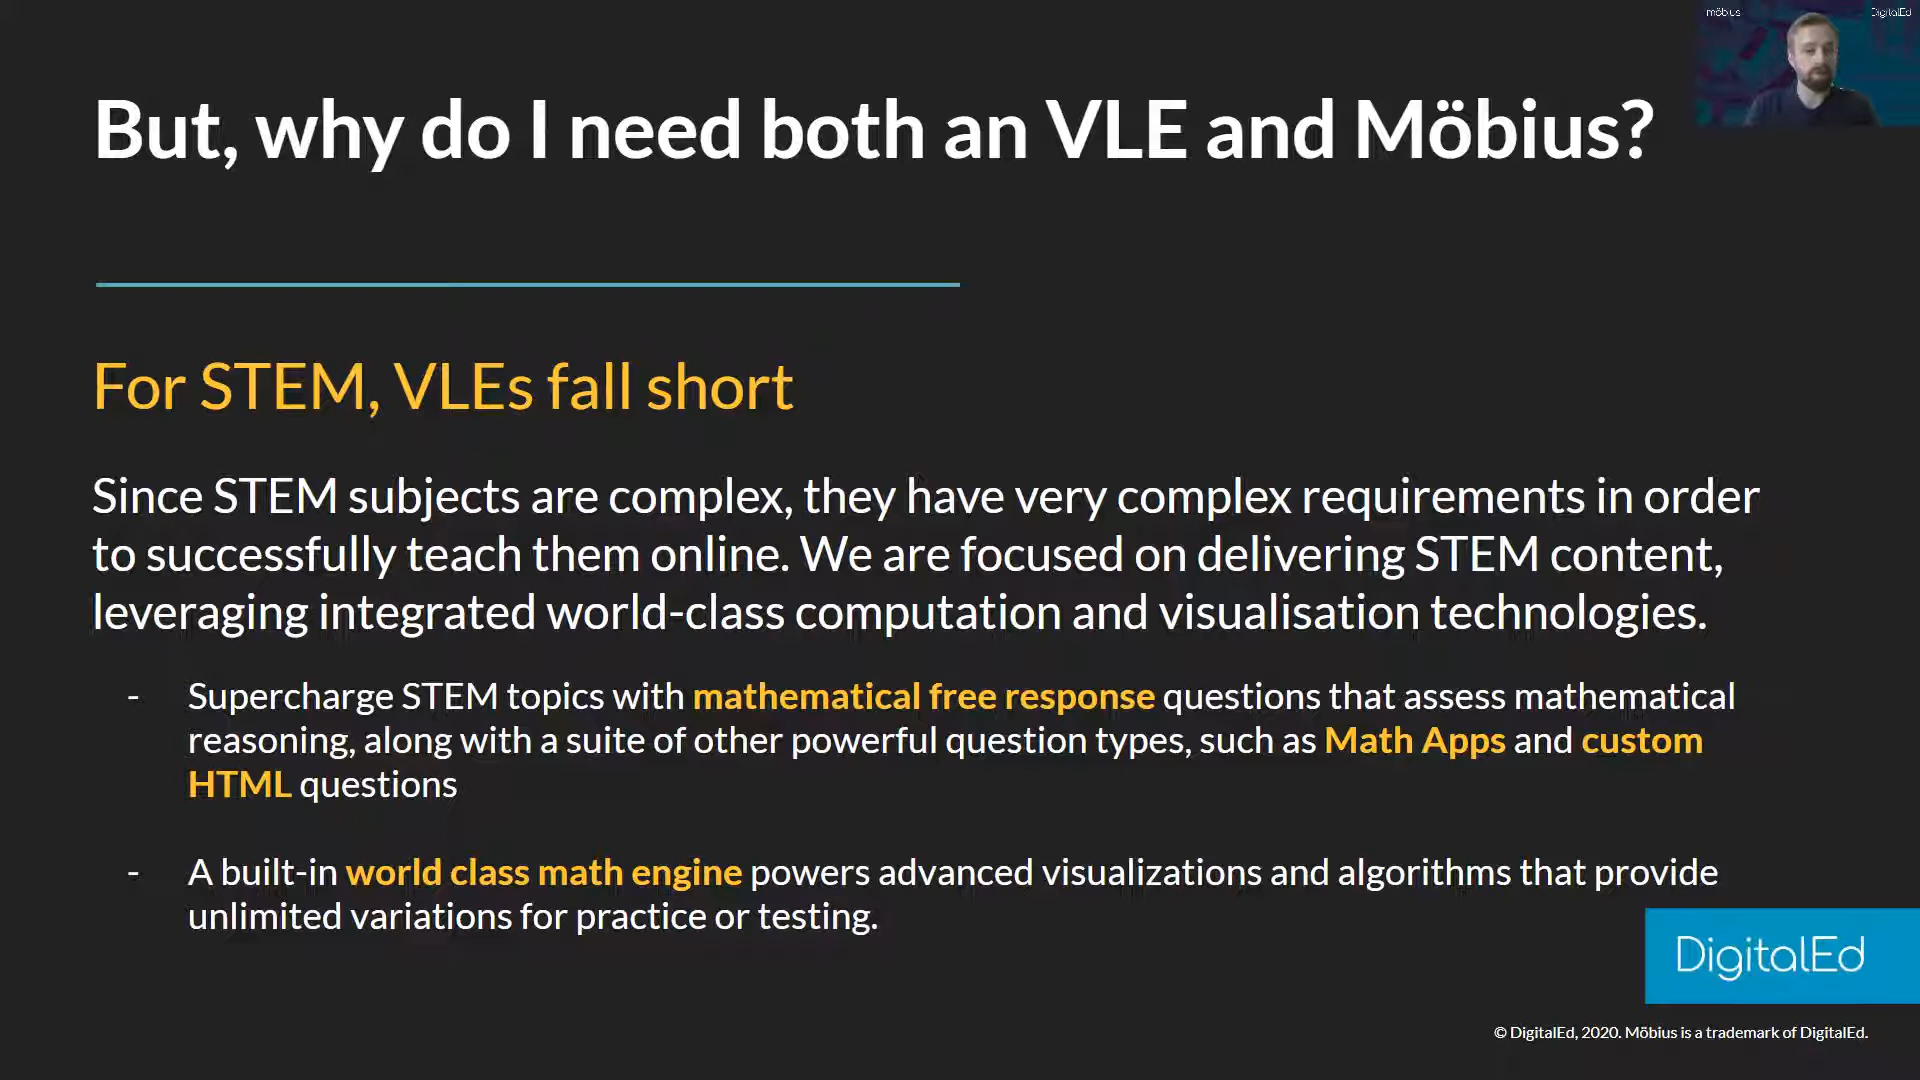 möbius
DigitalEd
But, why do I need both an VLE and Möbius?
For STEM, VLEs fall short
Since STEM subjects are complex, they have very complex requirements in order
to successfully teach them online. We are focused on delivering STEM content,
leveraging integrated world-class computation and visualisation technologies.
- Supercharge STEM topics with mathematical free response questions that assess mathematical
reasoning, along with a suite of other powerful question types, such as Math Apps and custom
HTML questions
- A built-in world class math engine powers advanced visualizations and algorithms that provide
unlimited variations for practice or testing.
DigitalEd
© DigitalEd, 2020. Möbius is a trademark of DigitalEd.